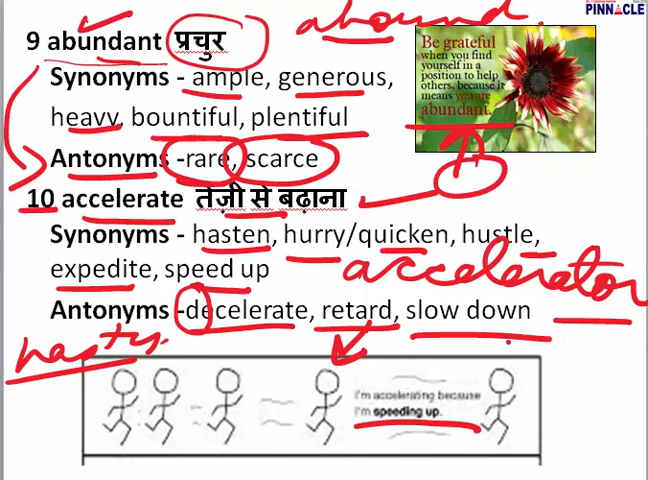 PINNACLE
abound.
9 abundant प्रचुर
Synonyms - ample, generous,
heavy, bountiful, plentiful
Antonyms -rare, scarce
Be grateful
when you find
yourself in a
position to help
others, because it
means you are
abundant.
10 accelerate तेज़ी से बढ़ाना
Synonyms - hasten, hurry/quicken, hustle,
expedite, speed up
accelerator
Antonyms -decelerate, retard, slow down
hasty.
I'm accelerating because
I'm speeding up.